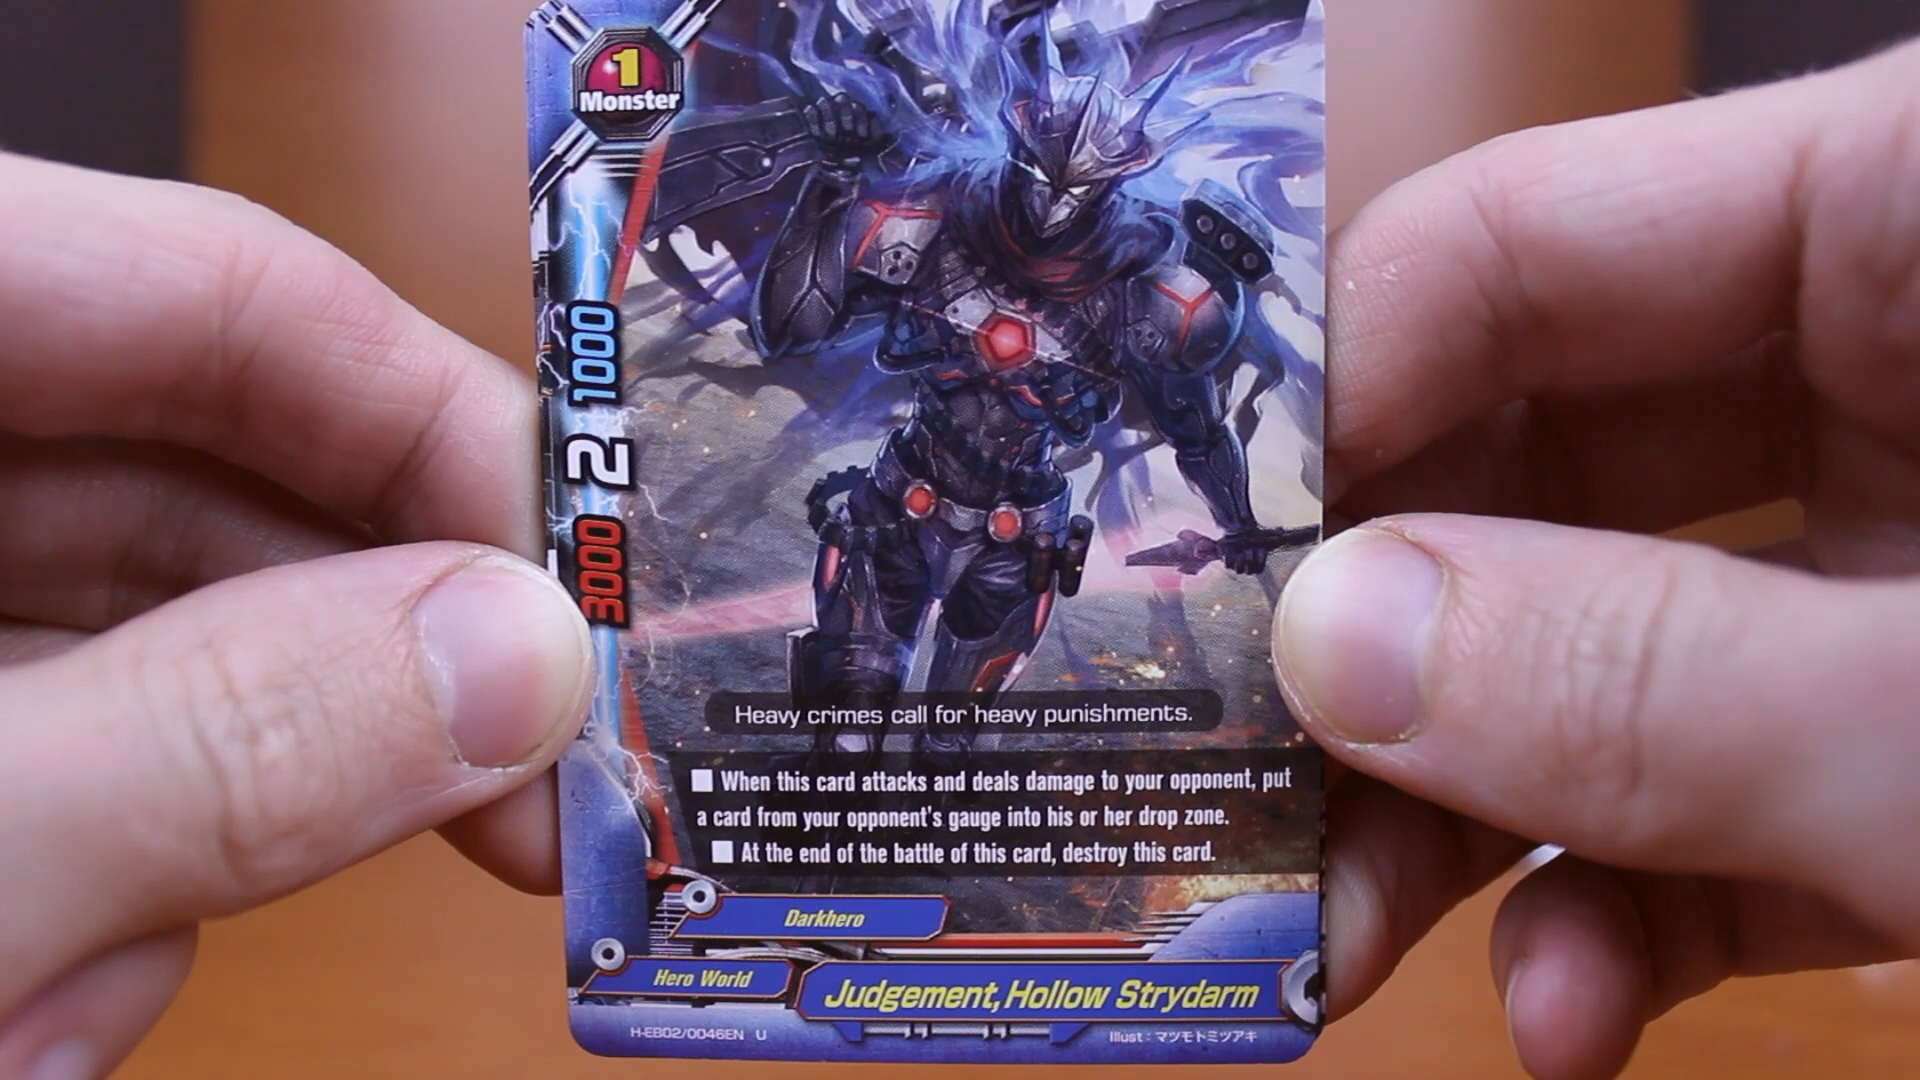 1
Monster
1000
2
3000
Heavy crimes call for heavy punishments.
■ When this card attacks and deals damage to your opponent, put
a card from your opponent's gauge into his or her drop zone.
■ At the end of the battle of this card, destroy this card.
Darkhero
Hero World
Judgement, Hollow Strydarm
H-EB02/0046EN U
Illust : マツモトミツアキ